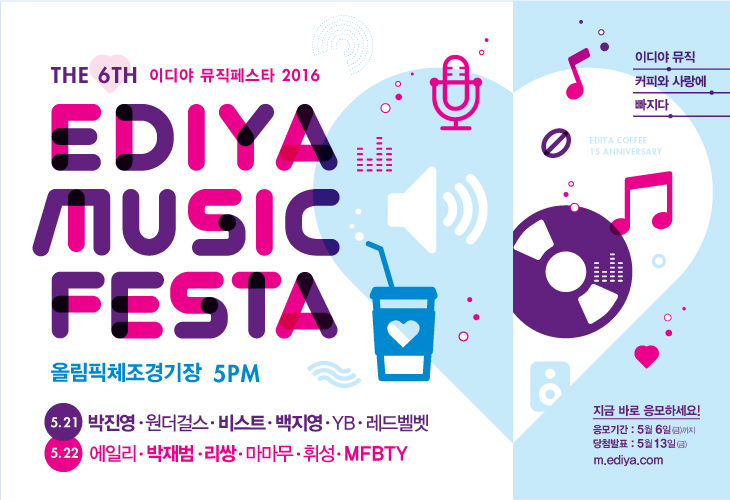 THE 6TH 이디야 뮤직페스타 2016
EDIYA
MUSIC
FESTA
올림픽체조경기장 5PM
5.21 박진영·원더걸스·비스트·백지영·YB·레드벨벳
5.22 에일리·박재범·리쌍·마마무·휘성·MFBTY
이디야 뮤직
커피와 사랑에
빠지다
EDIYA COFFEE
15 ANNIVERSARY
지금 바로 응모하세요!
응모기간 : 5월 6일(금)까지
당첨발표 : 5월 13일(금)
m.ediya.com